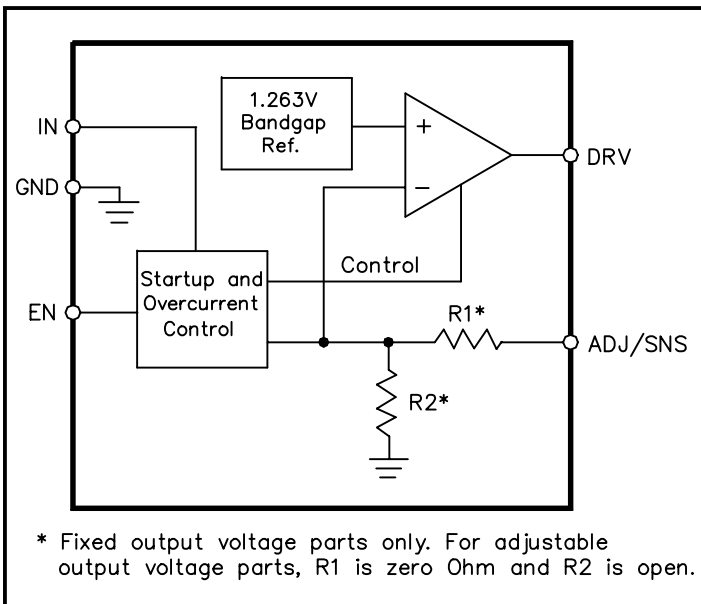 1.263V
Bandgap
Ref.
+
−
IN
GND
EN
DRV
Startup and
Overcurrent
Control
Control
R1*
ADJ/SNS
R2*
* Fixed output voltage parts only. For adjustable
output voltage parts, R1 is zero Ohm and R2 is open.